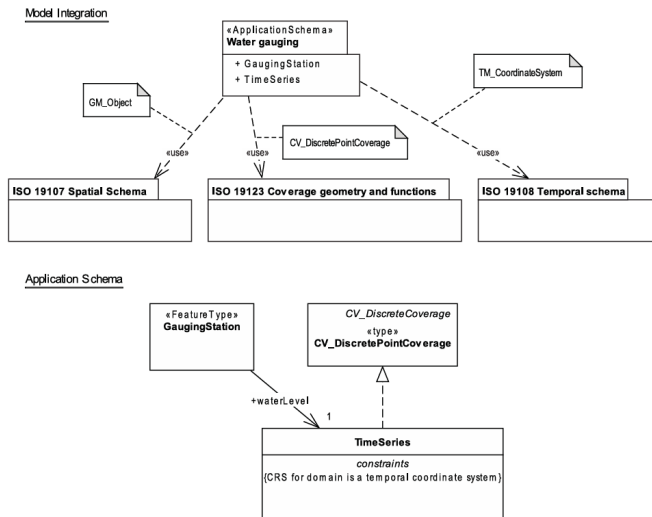 Model Integration
«ApplicationSchema»
Water gauging
+ GaugingStation
+ TimeSeries
GM_Object
TM_CoordinateSystem
CV_DiscretePointCoverage
«use»
«use»
«use»
ISO 19107 Spatial Schema
ISO 19123 Coverage geometry and functions
ISO 19108 Temporal schema
Application Schema
«FeatureType»
GaugingStation
CV_DiscreteCoverage
«type»
CV_DiscretePointCoverage
+waterLevel
1
TimeSeries
constraints
{CRS for domain is a temporal coordinate system}